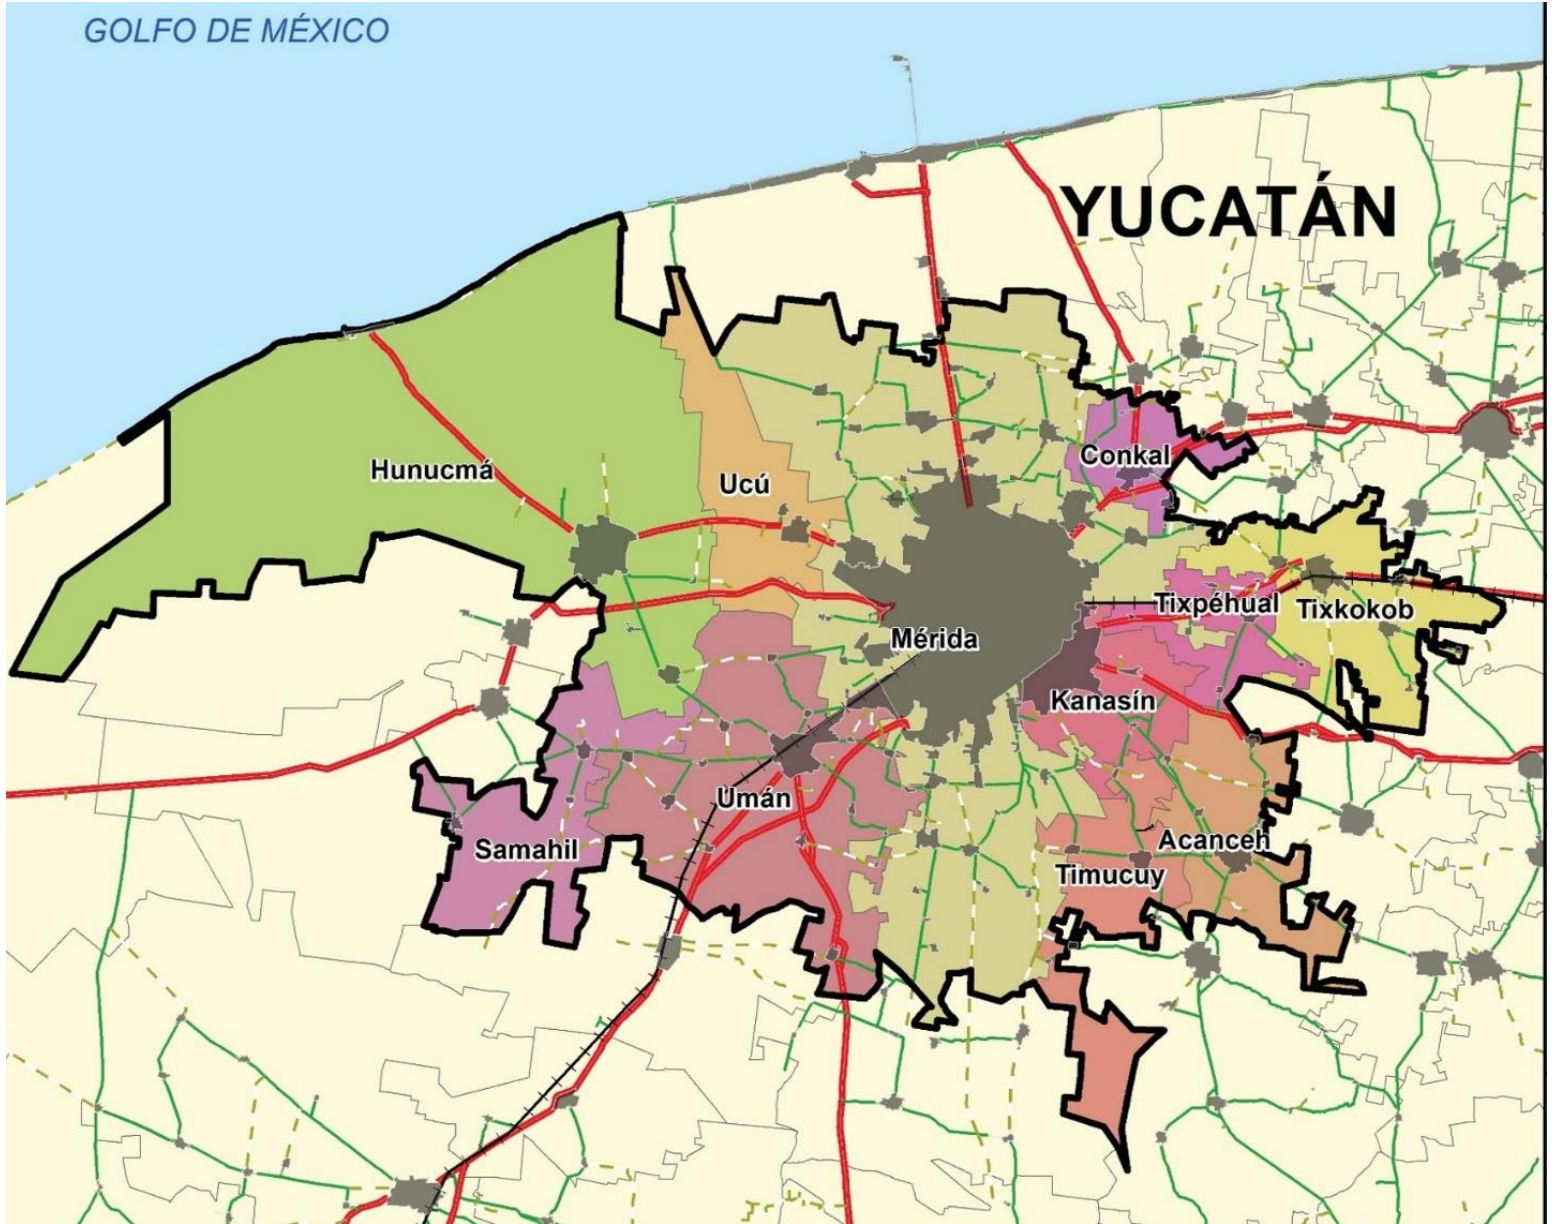 GOLFO DE MÉXICO
YUCATÁN
Hunucmá
Ucú
Conkal
Tixpéhual
Tixkokob
Mérida
Kanasín
Umán
Samahil
Acanceh
Timucuy